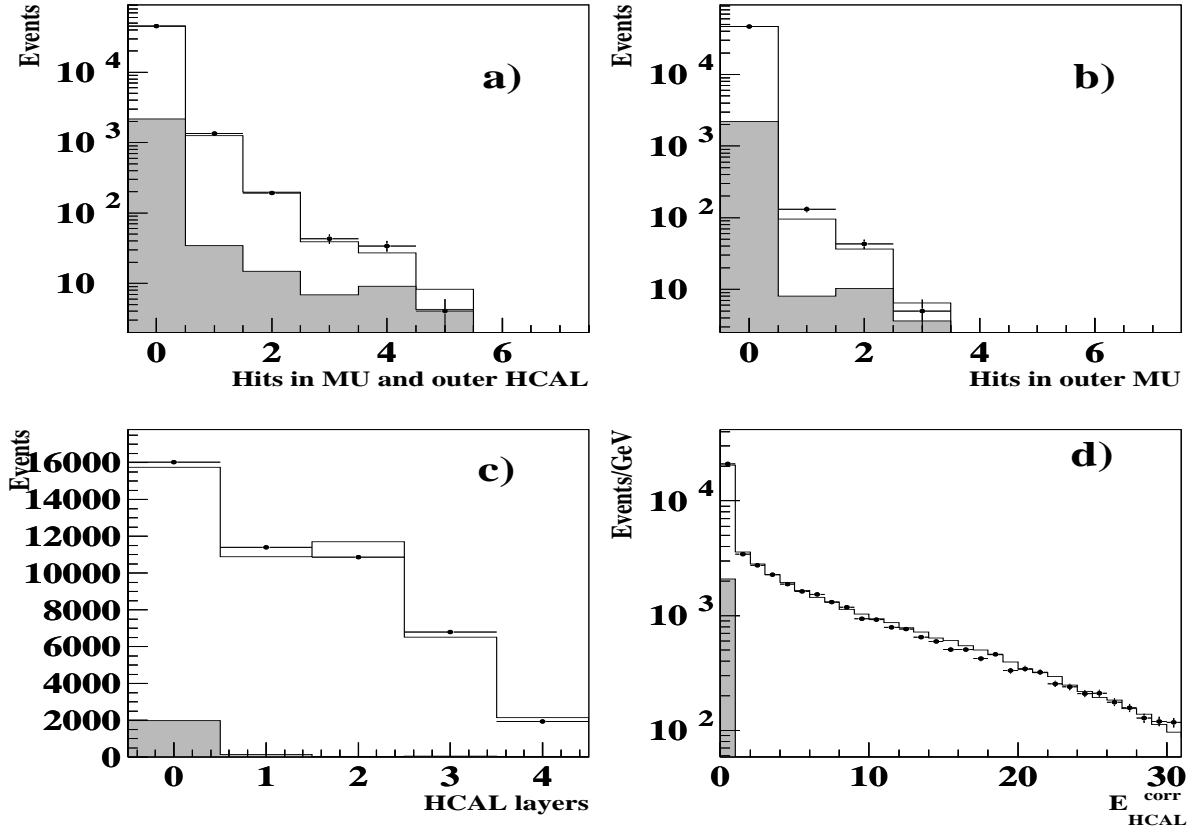 Events
a)
10 4
10 3
10 2
10
0 2 4 6
Hits in MU and outer HCAL
Events
b)
10 4
10 3
10 2
10
0 2 4 6
Hits in outer MU
Events
c)
16000
14000
12000
10000
8000
6000
4000
2000
0
0 1 2 3 4
HCAL layers
Events/GeV
d)
10 4
10 3
10 2
0 10 20 30
E corr HCAL